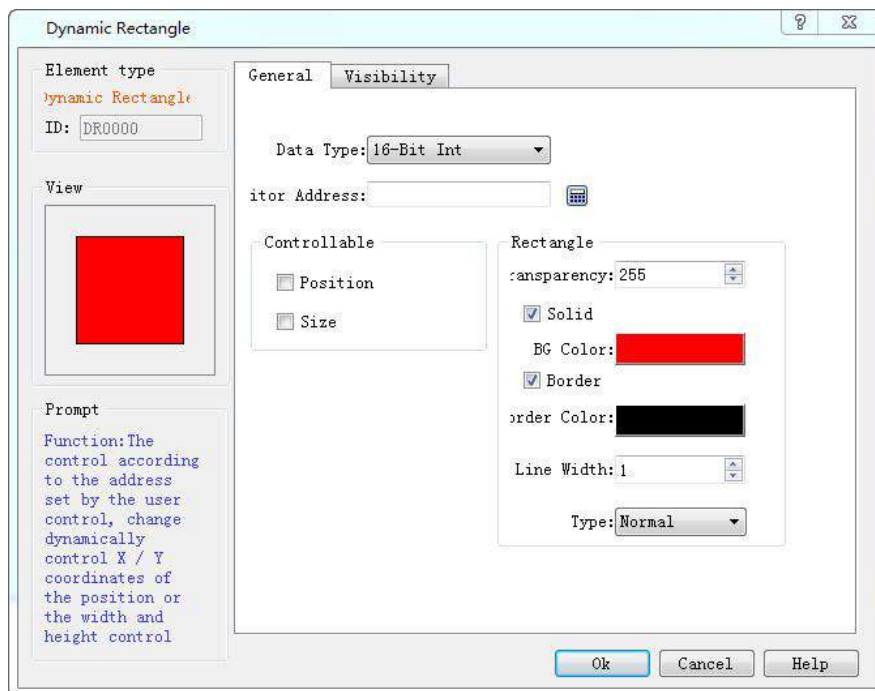 Dynamic Rectangle
Element type
Dynamic Rectangle
ID: DR0000
General
Visibility
Data Type: 16-Bit Int
itor Address:
View
Controllable
Position
Size
Rectangle
ransparency: 255
Solid
BG Color:
Border
order Color:
Line Width: 1
Type: Normal
Prompt
Function:The
control according
to the address
set by the user
control, change
dynamically
control X / Y
coordinates of
the position or
the width and
height control
Ok
Cancel
Help